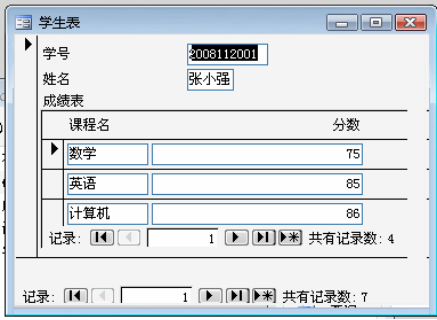 学生表
学号 2008112001
姓名 张小强
成绩表
课程名 分数
数学 75
英语 85
计算机 86
记录: 1 共有记录数: 4
记录: 1 共有记录数: 7